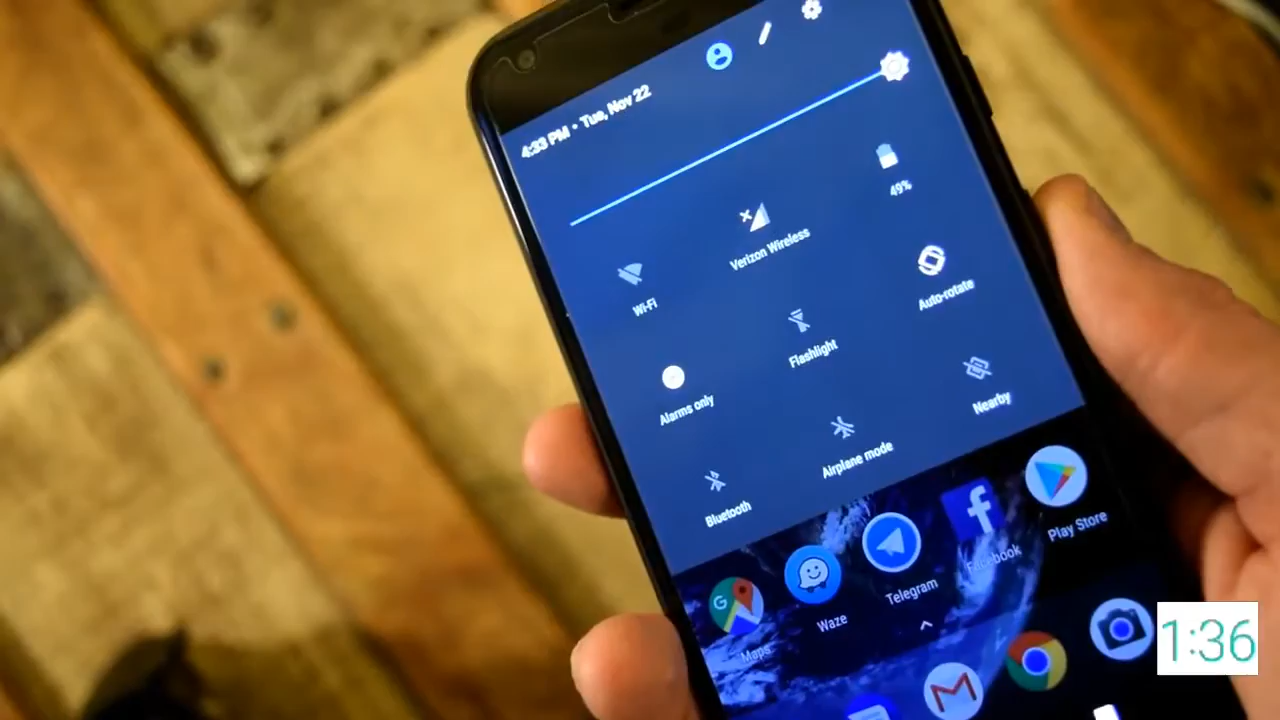 4:33 PM • Tue, Nov 22
49%
Verizon Wireless
Wi-Fi
Auto-rotate
Flashlight
Alarms only
Nearby
Airplane mode
Bluetooth
Play Store
Facebook
Telegram
Waze
Maps
1:36